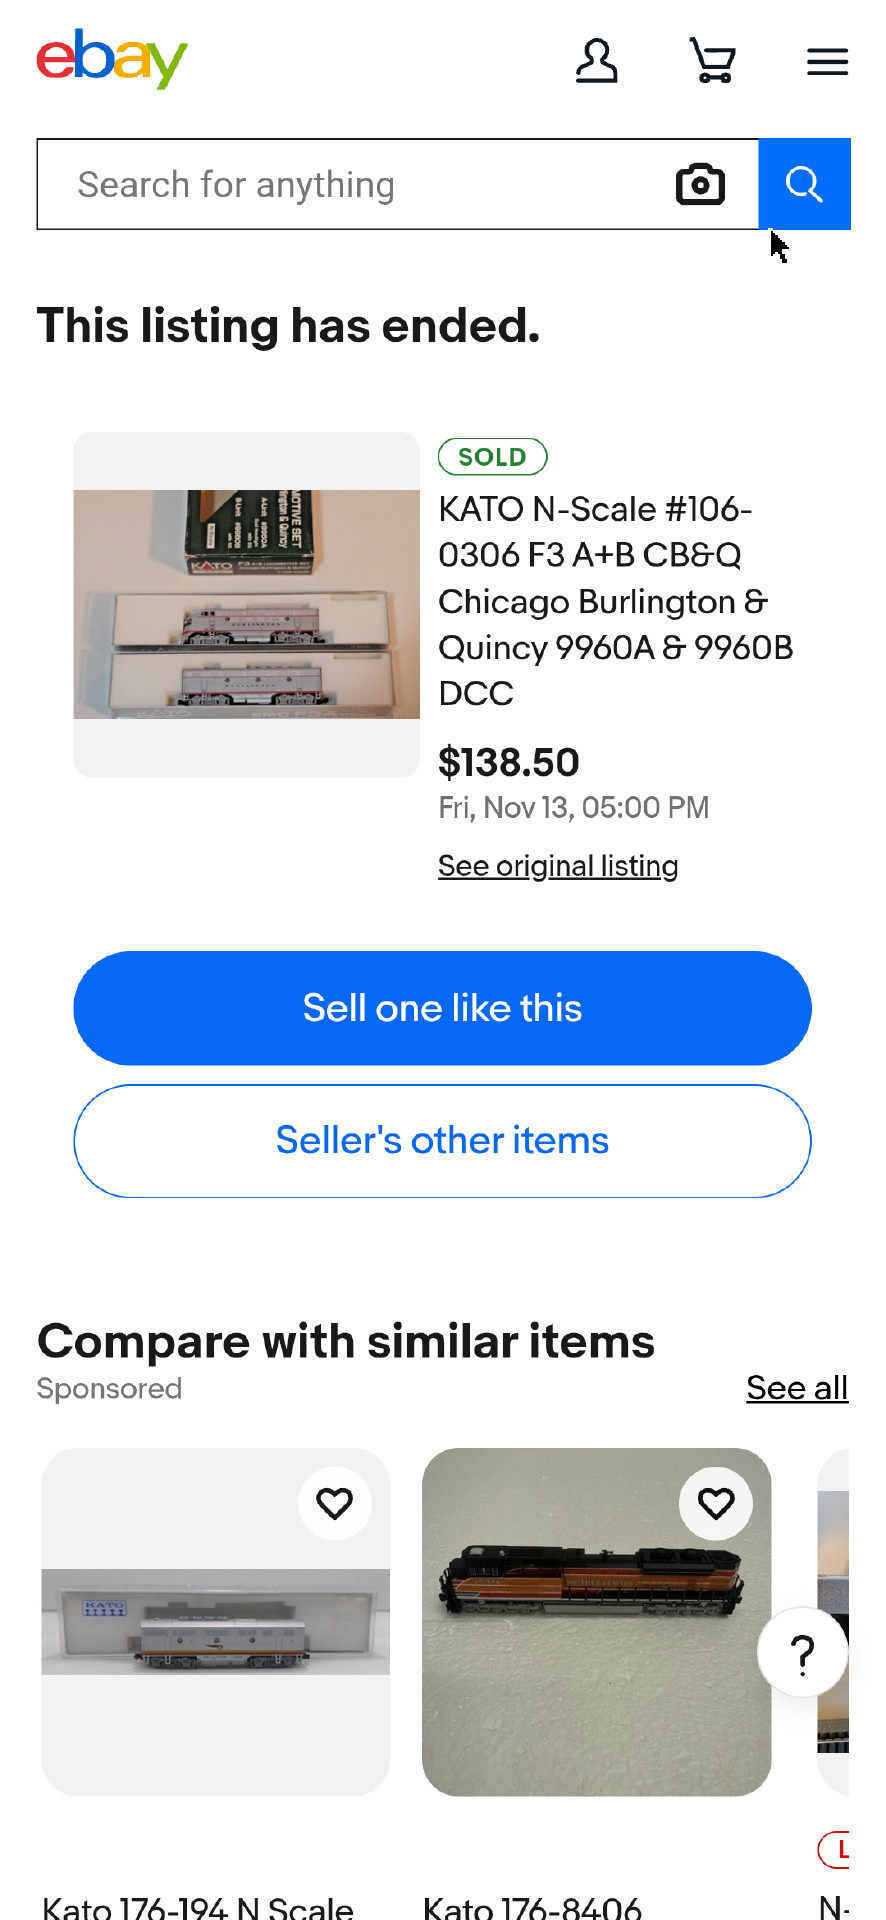 ebay
Search for anything
This listing has ended.
SOLD
KATO N-Scale #106-
0306 F3 A+B CB&Q
Chicago Burlington &
Quincy 9960A & 9960B
DCC
$138.50
Fri, Nov 13, 05:00 PM
See original listing
KATO
Sell one like this
Seller's other items
Compare with similar items
Sponsored
See all
KATO
?
L
Kato 176-194 N Scale
Kato 176-8406
N-